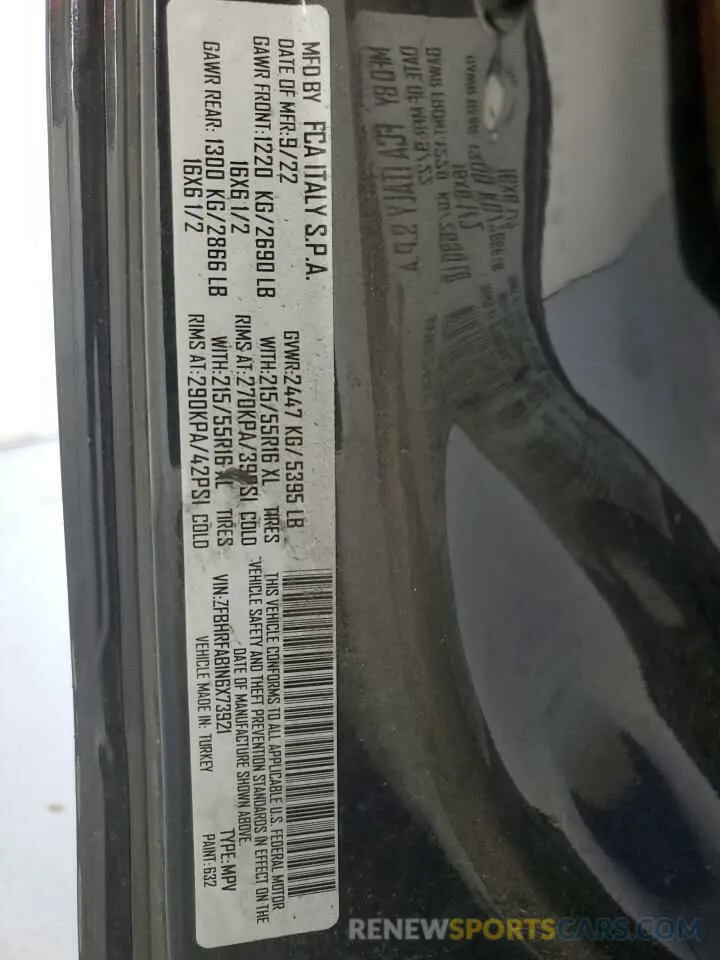 MFD BY FCA ITALY S.P.A.
DATE OF MFR:9/22 GVWR:2447 KG/5395 LB
GAWR FRONT:1220 KG/2690 LB WITH:215/55R16 XL TIRES
16X6 1/2 RIMS AT:270KPA/39PSI COLD
GAWR REAR: 1300 KG/2866 LB WITH:215/55R16 XL TIRES
16X6 1/2 RIMS AT:290KPA/42PSI COLD
THIS VEHICLE CONFORMS TO ALL APPLICABLE U.S. FEDERAL MOTOR
VEHICLE SAFETY AND THEFT PREVENTION STANDARDS IN EFFECT ON THE
DATE OF MANUFACTURE SHOWN ABOVE.
VIN:ZFBHRFABIN6X73921 TYPE:MPV
VEHICLE MADE IN: TURKEY PAINT:632
RENEWSPORTSCARS.COM